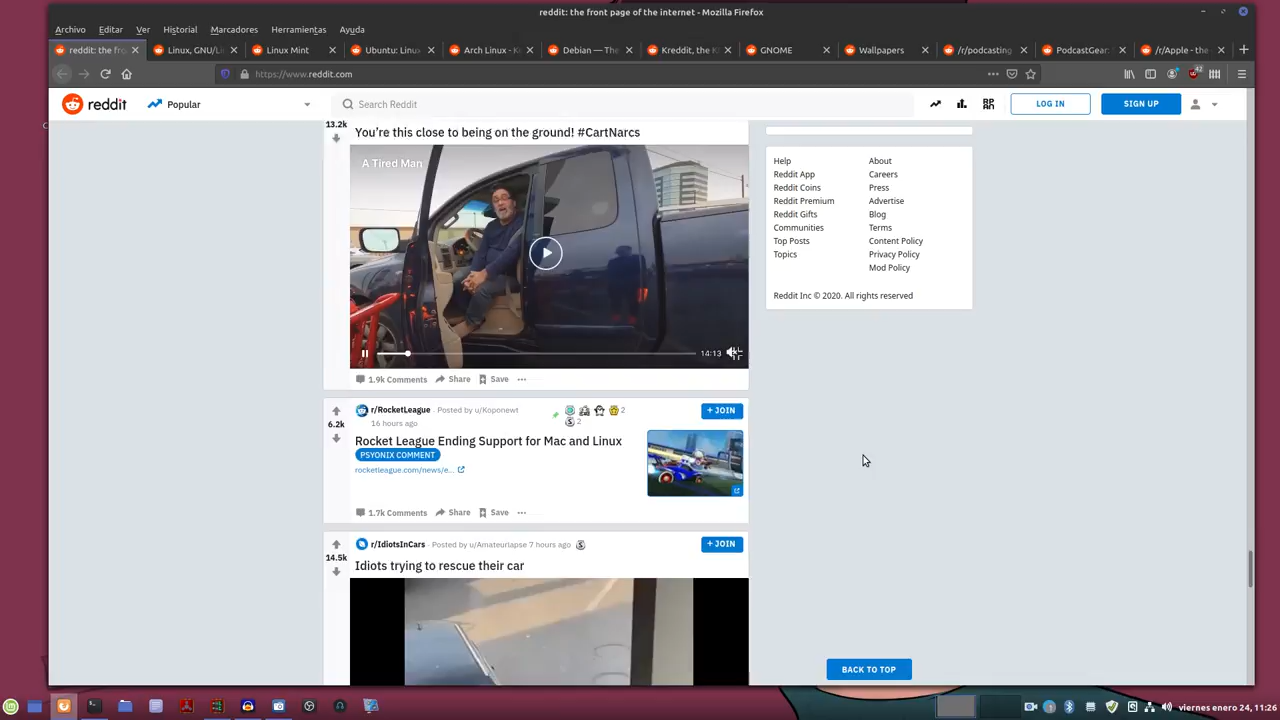 reddit: the front page of the internet - Mozilla Firefox
Archivo Editar Ver Historial Marcadores Herramientas Ayuda
reddit: the fro Linux, GNU/Li Linux Mint Ubuntu: Linu Arch Linux - Debian — The Kreddit, the K GNOME Wallpapers /r/podcasting PodcastGear: /r/Apple - the
https://www.reddit.com 42
reddit Popular Search Reddit LOG IN SIGN UP
13.2k
You're this close to being on the ground! #CartNarcs
A Tired Man
14:13
1.9k Comments Share Save
r/RocketLeague · Posted by u/Koponewt 2
16 hours ago 2
+ JOIN
6.2k
Rocket League Ending Support for Mac and Linux
PSYONIX COMMENT
rocketleague.com/news/e...
1.7k Comments Share Save
r/IdiotsInCars · Posted by u/Amateurlapse 7 hours ago
+ JOIN
14.5k
Idiots trying to rescue their car
Help About
Reddit App Careers
Reddit Coins Press
Reddit Premium Advertise
Reddit Gifts Blog
Communities Terms
Top Posts Content Policy
Topics Privacy Policy
Mod Policy
Reddit Inc © 2020. All rights reserved
BACK TO TOP
viernes enero 24, 11:26